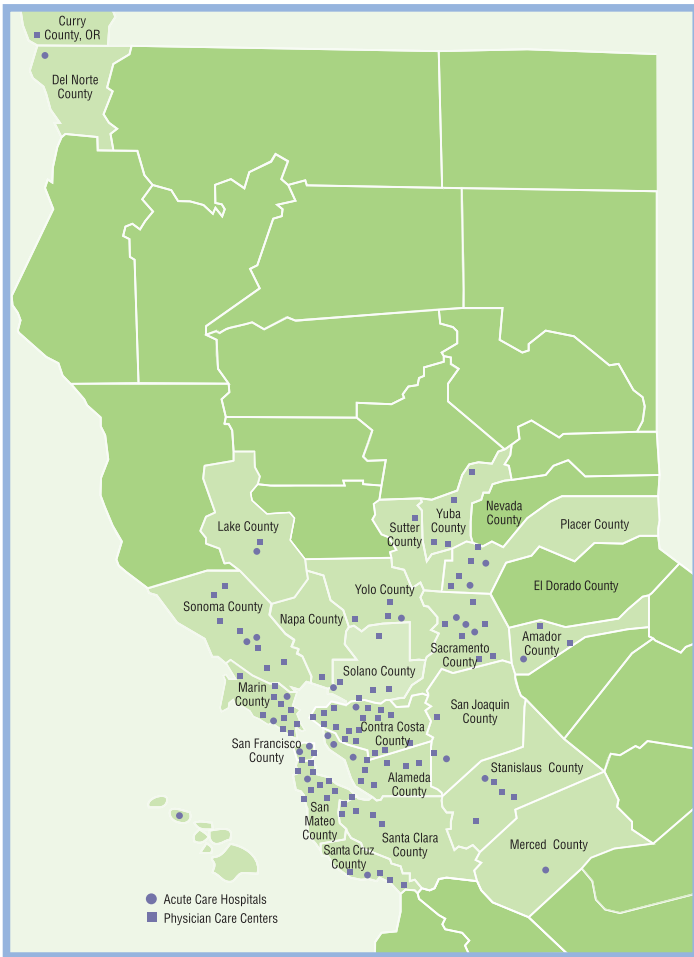 Curry
County, OR
Del Norte
County
Lake County
Sutter
County
Yuba
County
Nevada
County
Placer County
El Dorado County
Yolo County
Sonoma County
Napa County
Sacramento
County
Amador
County
Solano County
Marin
County
San Joaquin
County
Contra Costa
County
San Francisco
County
Stanislaus County
Alameda
County
San
Mateo
County
Santa Clara
County
Merced County
Santa Cruz
County
Acute Care Hospitals
Physician Care Centers